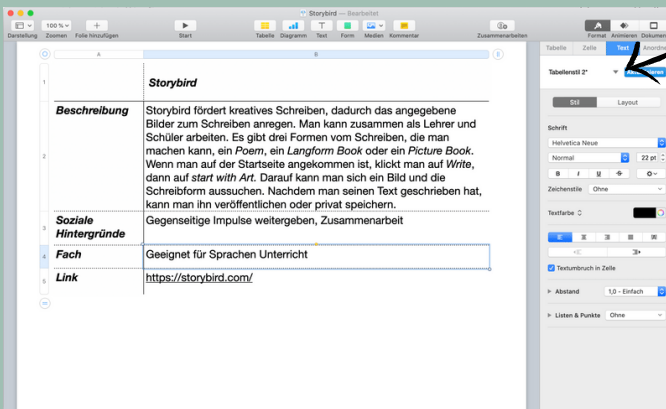 Storybird — Bearbeitet
100 %
Darstellung Zoomen Folie hinzufügen Start Tabelle Diagramm Text Form Medien Kommentar Zusammenarbeiten Format Animieren Dokumen
A B
Tabelle Zelle Text Anordne
1 Storybird
Tabellenstil 2*
Stil Layout
2 Beschreibung
Storybird fördert kreatives Schreiben, dadurch das angegebene
Bilder zum Schreiben anregen. Man kann zusammen als Lehrer und
Schüler arbeiten. Es gibt drei Formen vom Schreiben, die man
machen kann, ein Poem, ein Langform Book oder ein Picture Book.
Wenn man auf der Startseite angekommen ist, klickt man auf Write,
dann auf start with Art. Darauf kann man sich ein Bild und die
Schreibform aussuchen. Nachdem man seinen Text geschrieben hat,
kann man ihn veröffentlichen oder privat speichern.
3 Soziale
Hintergründe
Gegenseitige Impulse weitergeben, Zusammenarbeit
4 Fach Geeignet für Sprachen Unterricht
5 Link https://storybird.com/
Schrift
Helvetica Neue
Normal 22 pt
B I U S
Zeichenstile Ohne
Textfarbe
Textumbruch in Zelle
Abstand 1,0 - Einfach
Listen & Punkte Ohne